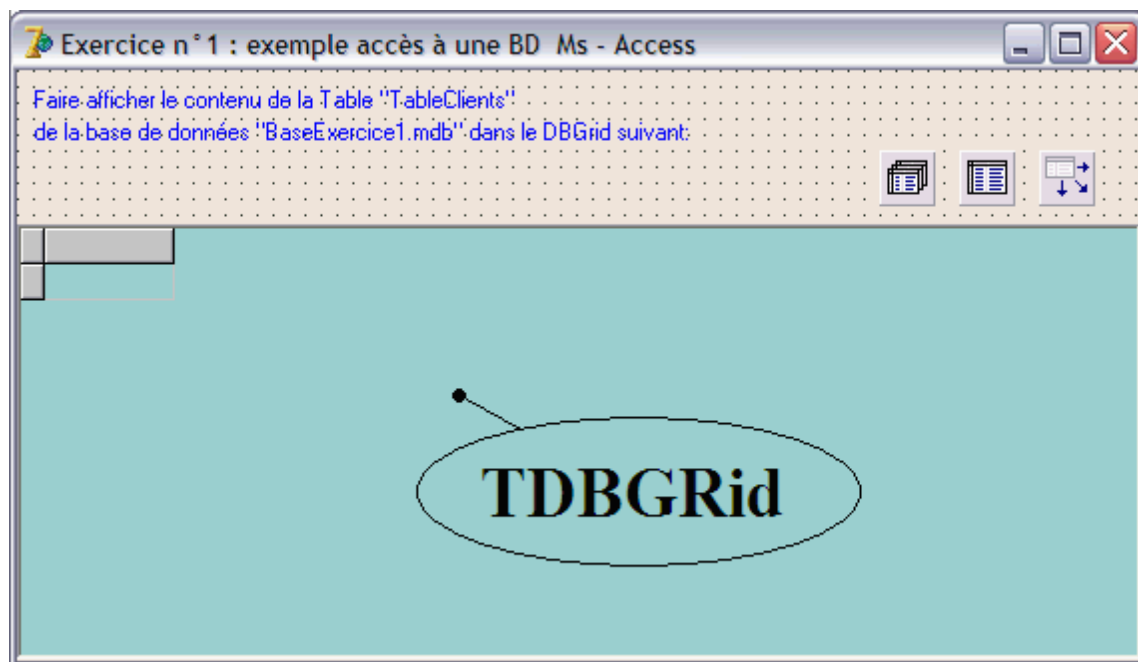 Exercice n°1 : exemple accès à une BD Ms - Access
Faire afficher le contenu de la Table "TableClients"
de la base de données "BaseExercice1.mdb" dans le DBGrid suivant:
TDBGRid